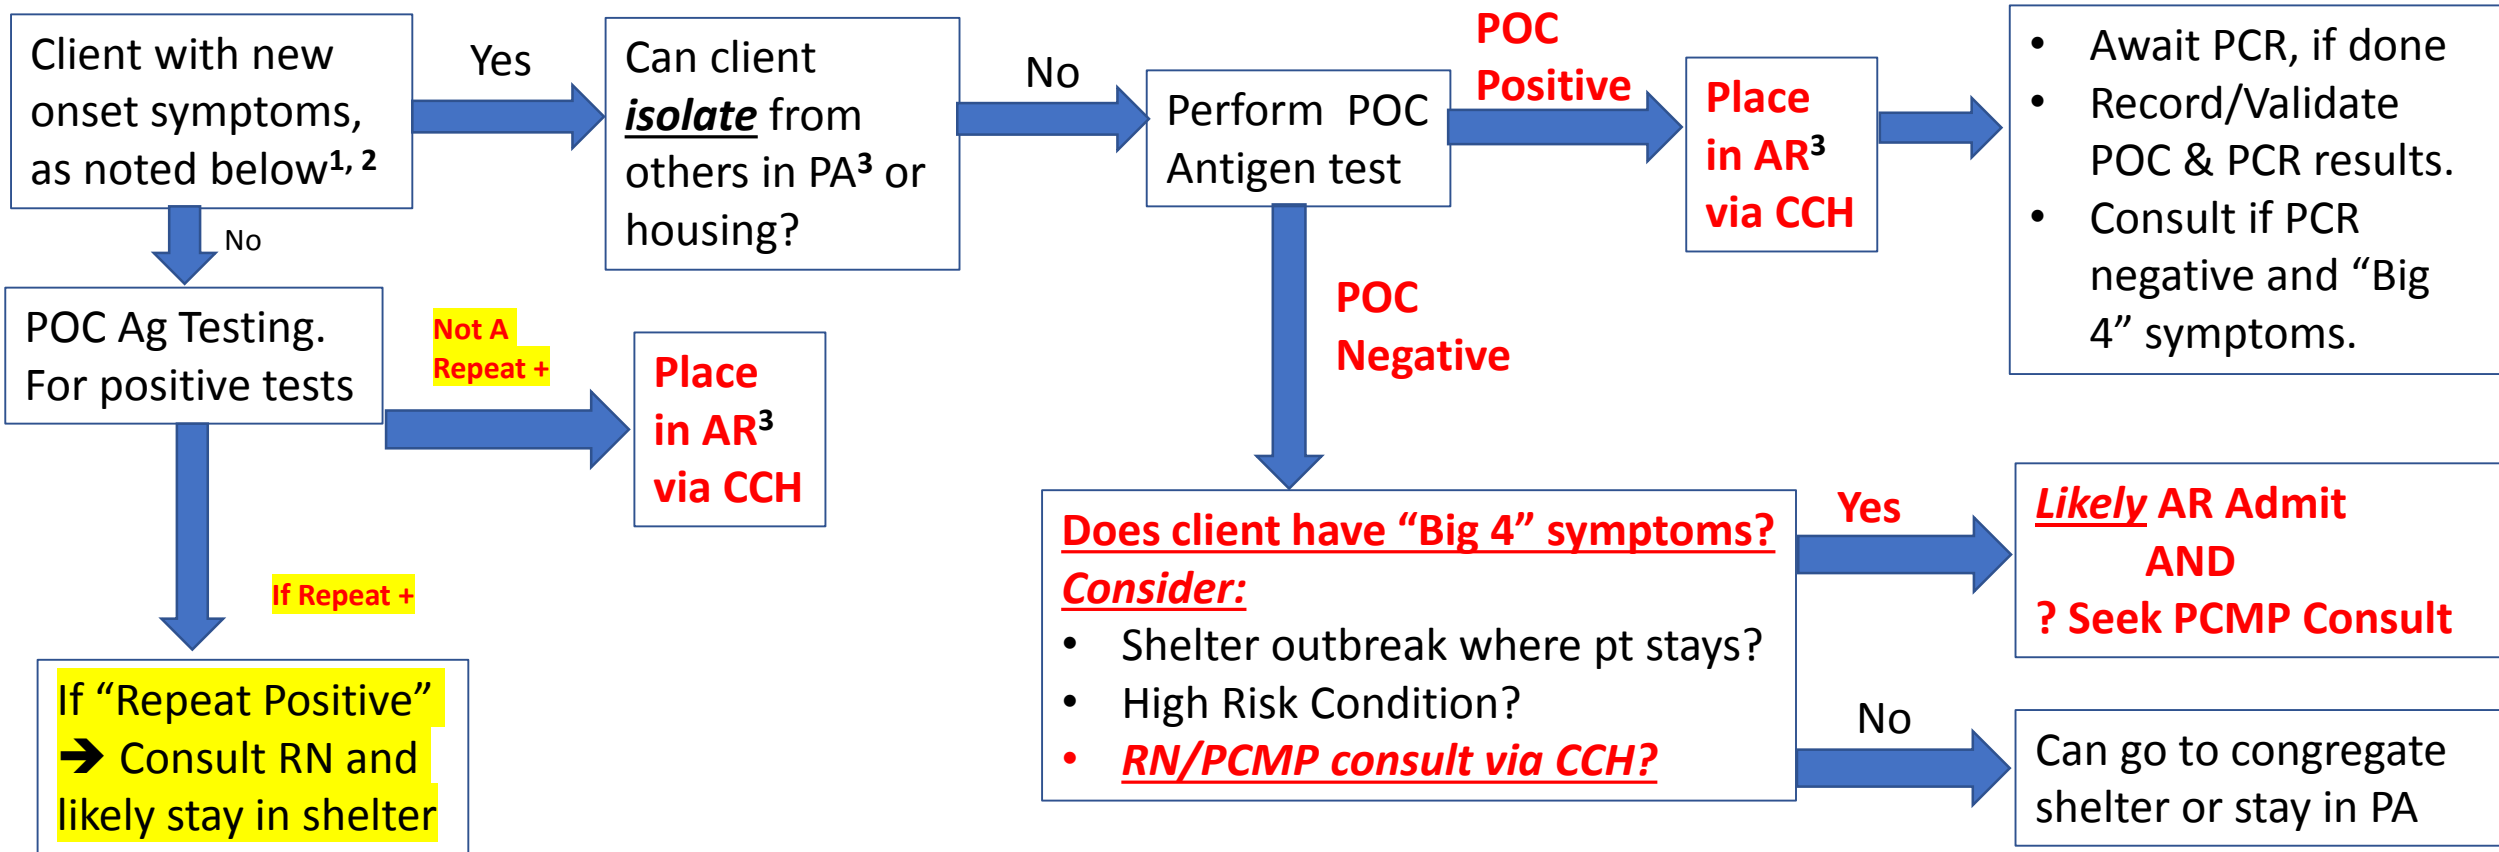 Client with new
onset symptoms,
as noted below1, 2
Yes
Can client
isolate from
others in PA3 or
housing?
No
Perform POC
Antigen test
POC
Positive
Place
in AR3
via CCH
• Await PCR, if done
• Record/Validate
POC & PCR results.
• Consult if PCR
negative and “Big
4” symptoms.
No
POC Ag Testing.
For positive tests
Not A
Repeat +
Place
in AR3
via CCH
POC
Negative
If Repeat +
If “Repeat Positive”
➔ Consult RN and
likely stay in shelter
Does client have “Big 4” symptoms?
Consider:
• Shelter outbreak where pt stays?
• High Risk Condition?
• RN/PCMP consult via CCH?
Yes
Likely AR Admit
AND
? Seek PCMP Consult
No
Can go to congregate
shelter or stay in PA